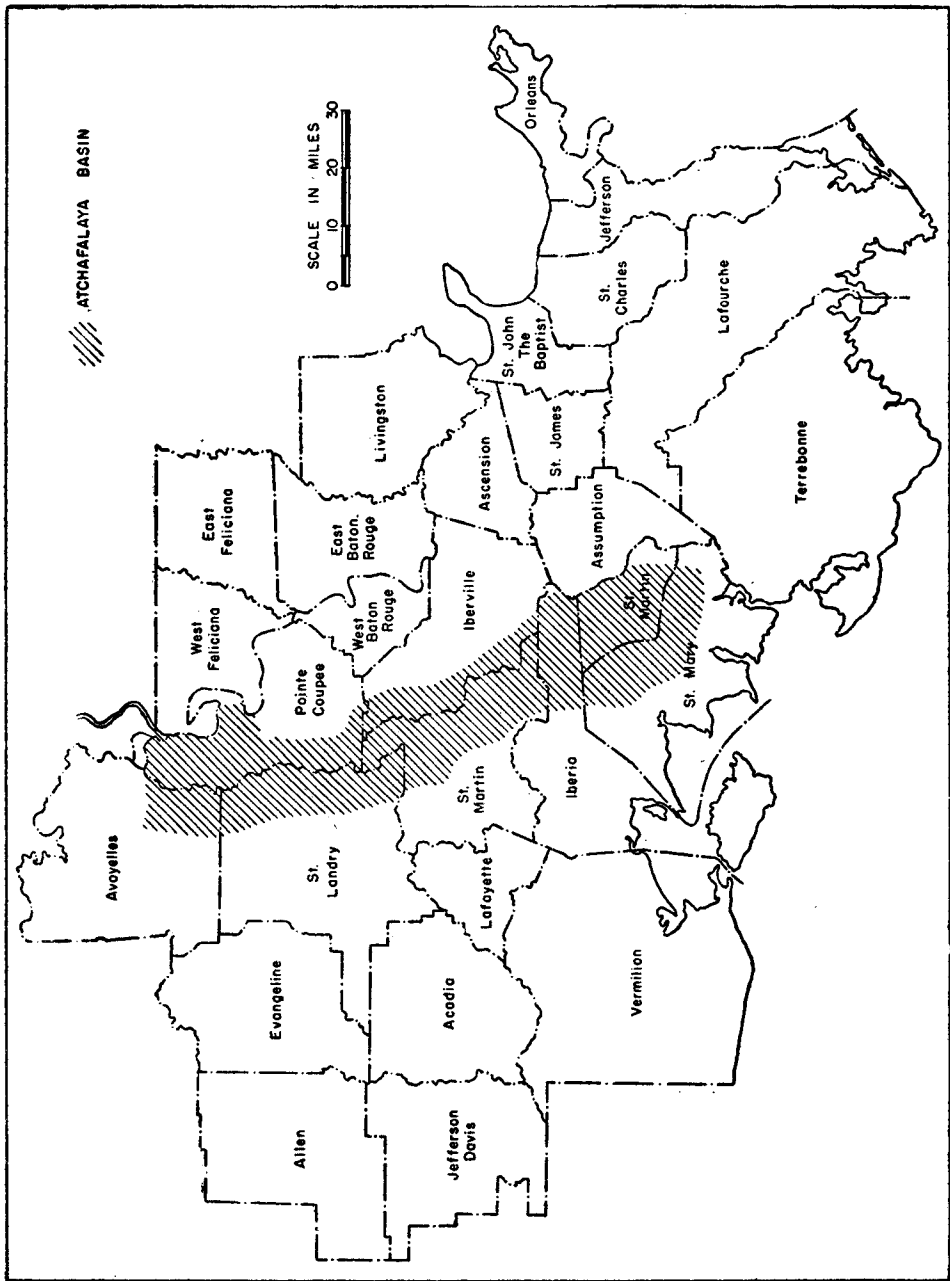 ATCHAFALAYA BASIN
SCALE IN MILES
0 10 20 30
Avoyelles
West
Feliciana
East
Feliciana
Allen
Evangeline
St.
Landry
Pointe
Coupee
West
Baton
Rouge
East
Baton
Rouge
Livingston
Jefferson
Davis
Acadia
Lafayette
St.
Martin
Iberville
Ascension
St. John
The
Baptist
Orleans
St. James
Jefferson
St.
Charles
Vermilion
Iberia
Assumption
St.
Martin
St. Mary
Lafourche
Terrebonne